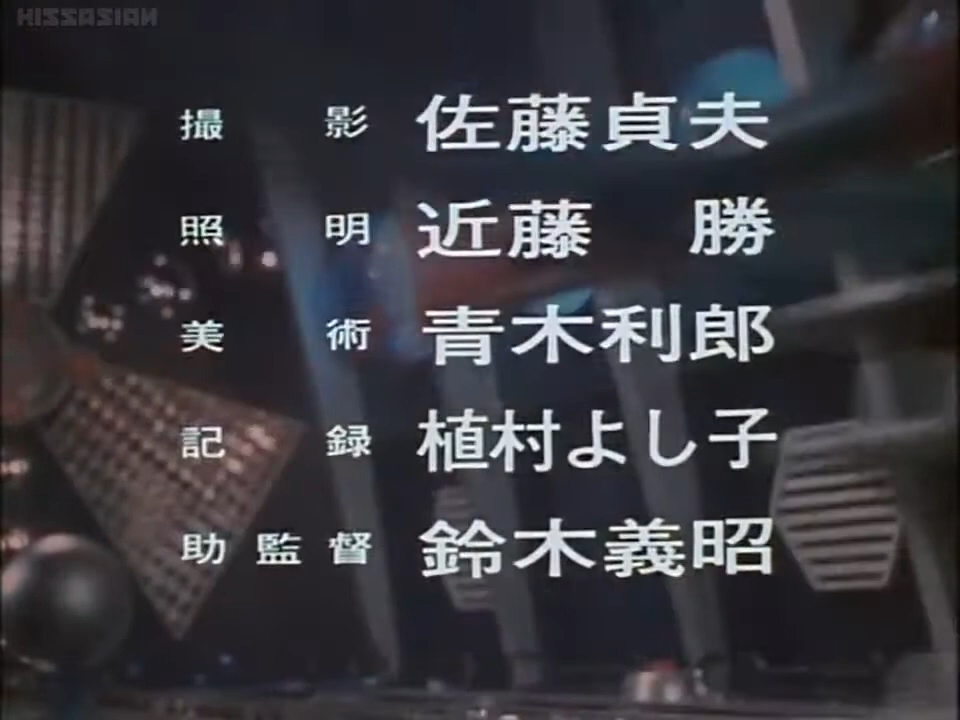 HISSASIAN
撮影 佐藤貞夫
照明 近藤 勝
美術 青木利郎
記録 植村よし子
助監督 鈴木義昭